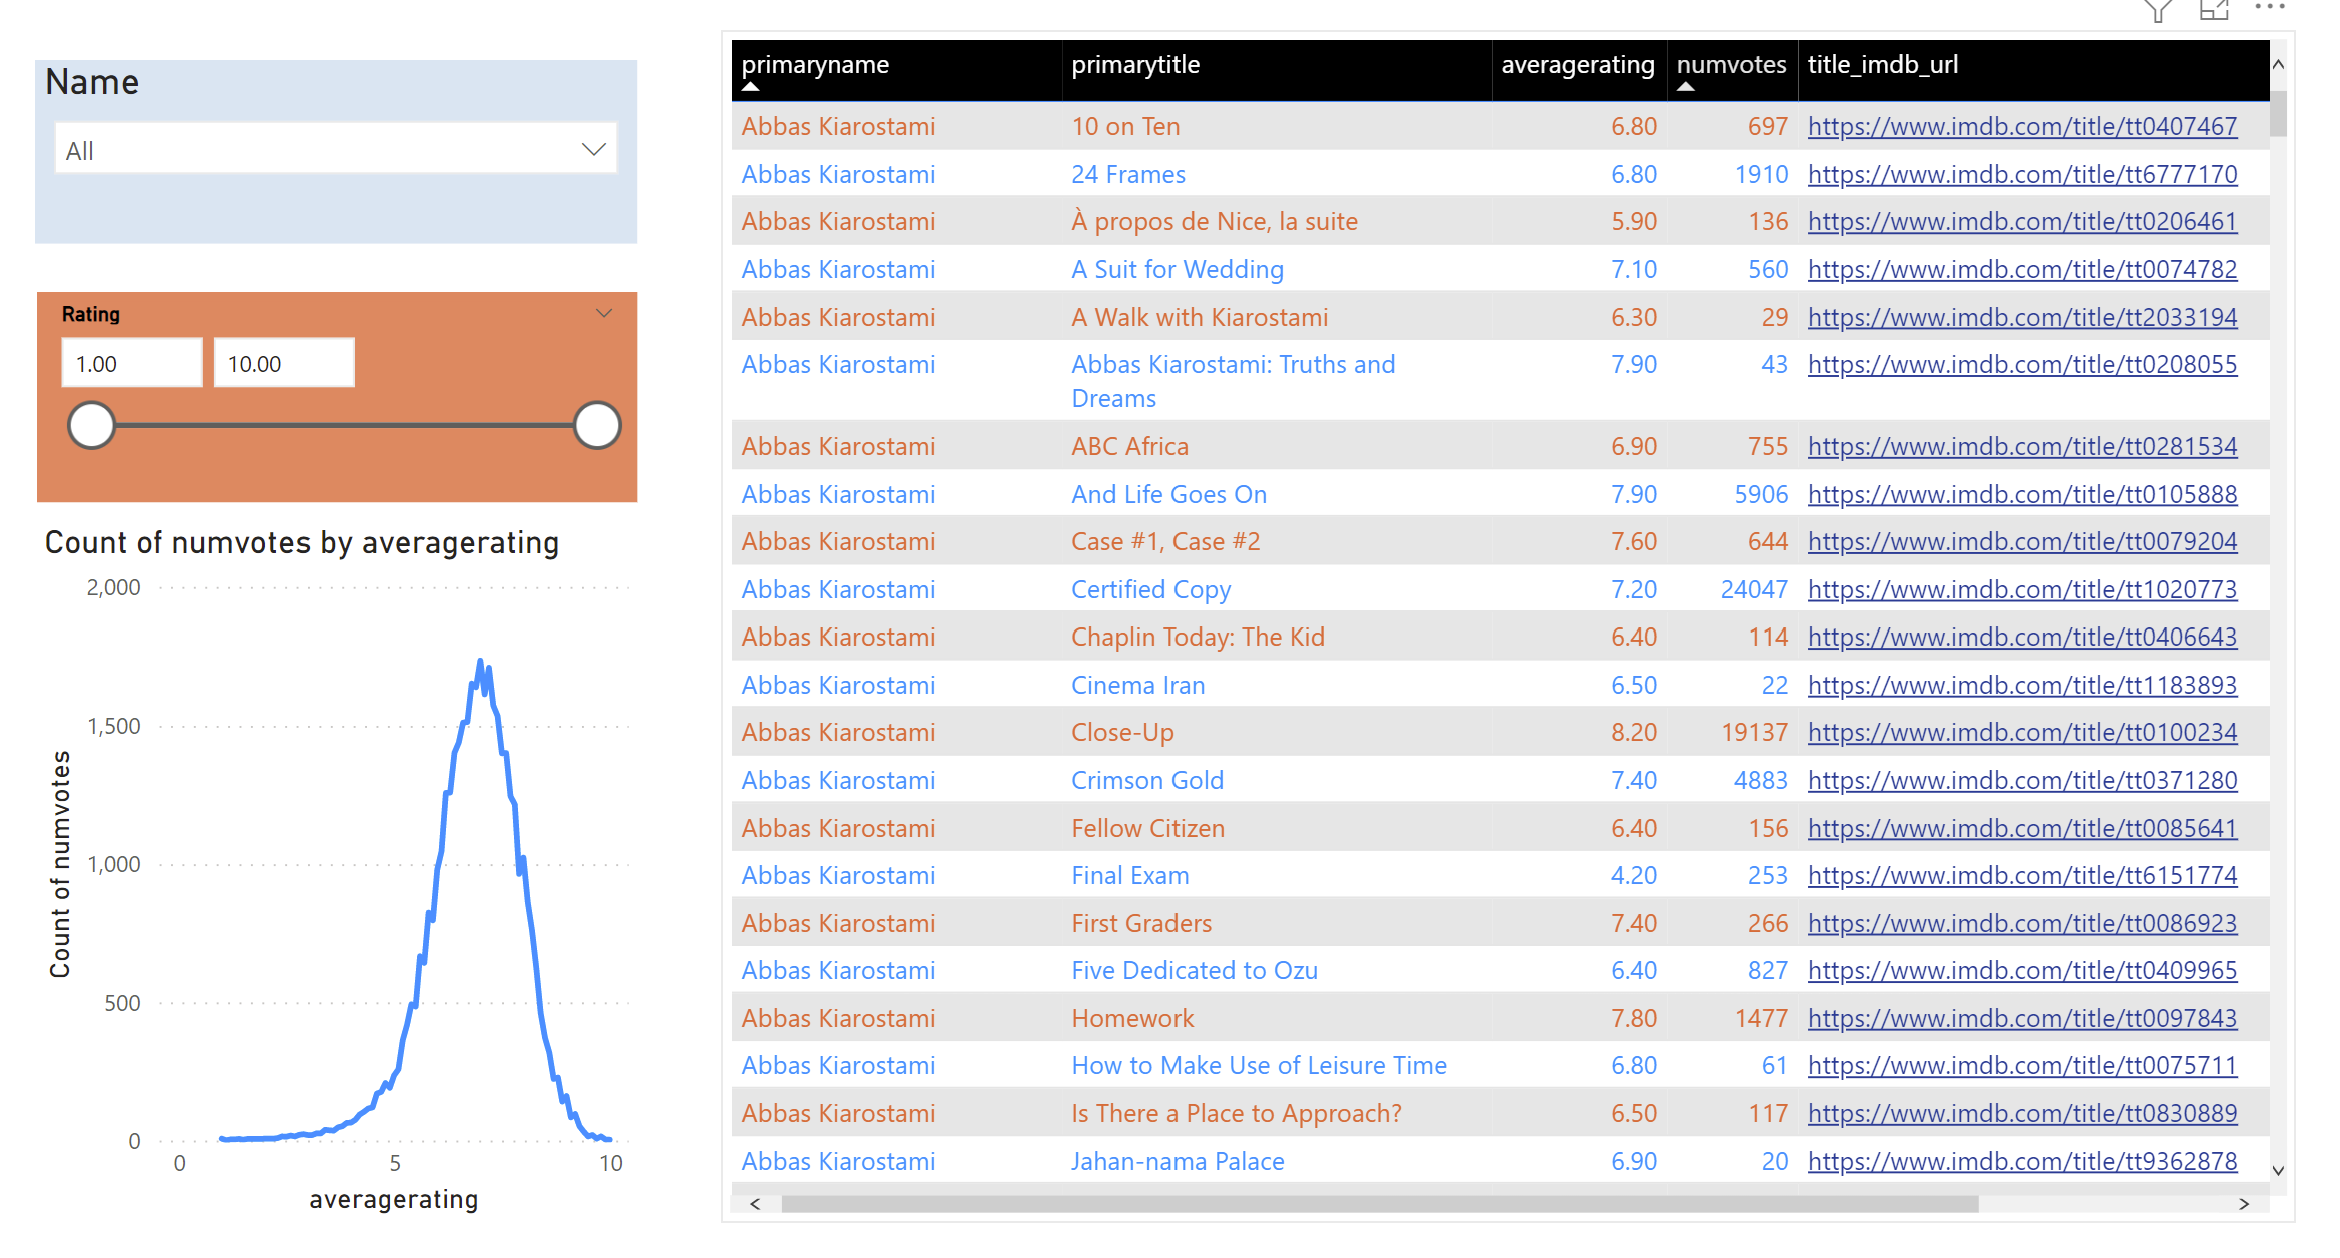 Name
All
Rating
1.00 10.00
Count of numvotes by averagerating
Count of numvotes
2,000
1,500
1,000
500
0
0 5 10
averagerating
primaryname primarytitle averagerating numvotes title_imdb_url
Abbas Kiarostami 10 on Ten 6.80 697 https://www.imdb.com/title/tt0407467
Abbas Kiarostami 24 Frames 6.80 1910 https://www.imdb.com/title/tt6777170
Abbas Kiarostami À propos de Nice, la suite 5.90 136 https://www.imdb.com/title/tt0206461
Abbas Kiarostami A Suit for Wedding 7.10 560 https://www.imdb.com/title/tt0074782
Abbas Kiarostami A Walk with Kiarostami 6.30 29 https://www.imdb.com/title/tt2033194
Abbas Kiarostami Abbas Kiarostami: Truths and 7.90 43 https://www.imdb.com/title/tt0208055
Dreams
Abbas Kiarostami ABC Africa 6.90 755 https://www.imdb.com/title/tt0281534
Abbas Kiarostami And Life Goes On 7.90 5906 https://www.imdb.com/title/tt0105888
Abbas Kiarostami Case #1, Case #2 7.60 644 https://www.imdb.com/title/tt0079204
Abbas Kiarostami Certified Copy 7.20 24047 https://www.imdb.com/title/tt1020773
Abbas Kiarostami Chaplin Today: The Kid 6.40 114 https://www.imdb.com/title/tt0406643
Abbas Kiarostami Cinema Iran 6.50 22 https://www.imdb.com/title/tt1183893
Abbas Kiarostami Close-Up 8.20 19137 https://www.imdb.com/title/tt0100234
Abbas Kiarostami Crimson Gold 7.40 4883 https://www.imdb.com/title/tt0371280
Abbas Kiarostami Fellow Citizen 6.40 156 https://www.imdb.com/title/tt0085641
Abbas Kiarostami Final Exam 4.20 253 https://www.imdb.com/title/tt6151774
Abbas Kiarostami First Graders 7.40 266 https://www.imdb.com/title/tt0086923
Abbas Kiarostami Five Dedicated to Ozu 6.40 827 https://www.imdb.com/title/tt0409965
Abbas Kiarostami Homework 7.80 1477 https://www.imdb.com/title/tt0097843
Abbas Kiarostami How to Make Use of Leisure Time 6.80 61 https://www.imdb.com/title/tt0075711
Abbas Kiarostami Is There a Place to Approach? 6.50 117 https://www.imdb.com/title/tt0830889
Abbas Kiarostami Jahan-nama Palace 6.90 20 https://www.imdb.com/title/tt9362878